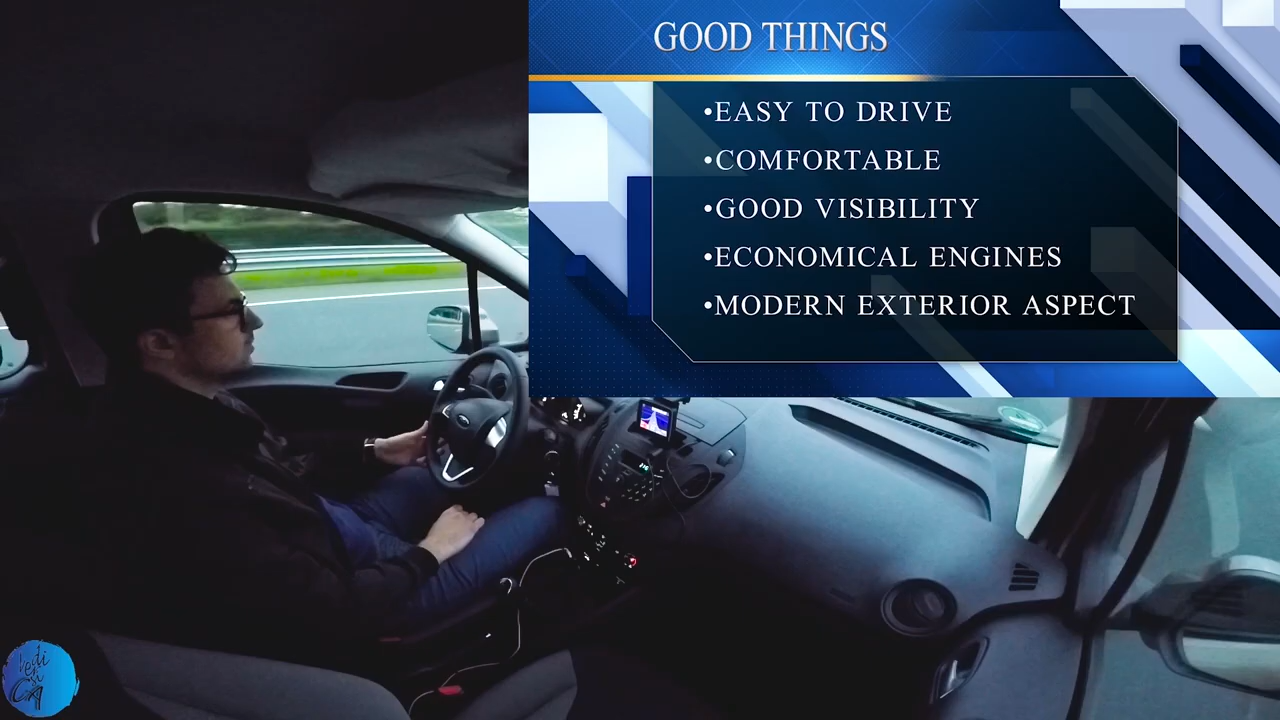 GOOD THINGS
•EASY TO DRIVE
•COMFORTABLE
•GOOD VISIBILITY
•ECONOMICAL ENGINES
•MODERN EXTERIOR ASPECT